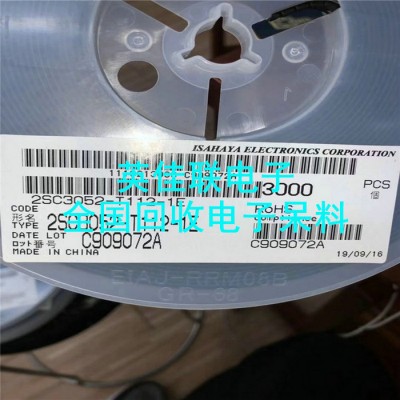 ISAHAYA ELECTRONICS CORPORATION
英佳联电子
全国回收电子呆料
3000 PCS
個
CODE 2SC3052-T112-1F
形名
TYPE
RoHS
DATE LOT
ロット番号 C909072A
C909072A
MADE IN CHINA
19/09/16